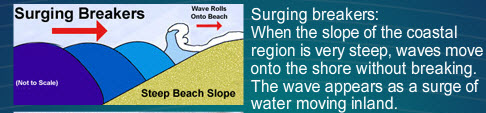 Surging Breakers
Wave Rolls
Onto Beach
(Not to Scale)
Steep Beach Slope
Surging breakers:
When the slope of the coastal
region is very steep, waves move
onto the shore without breaking.
The wave appears as a surge of
water moving inland.